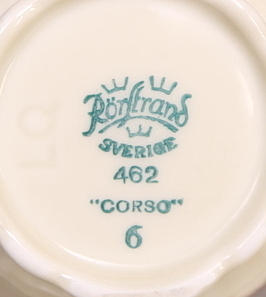 Rörstrand
SVERIGE
462
"CORSO"
6